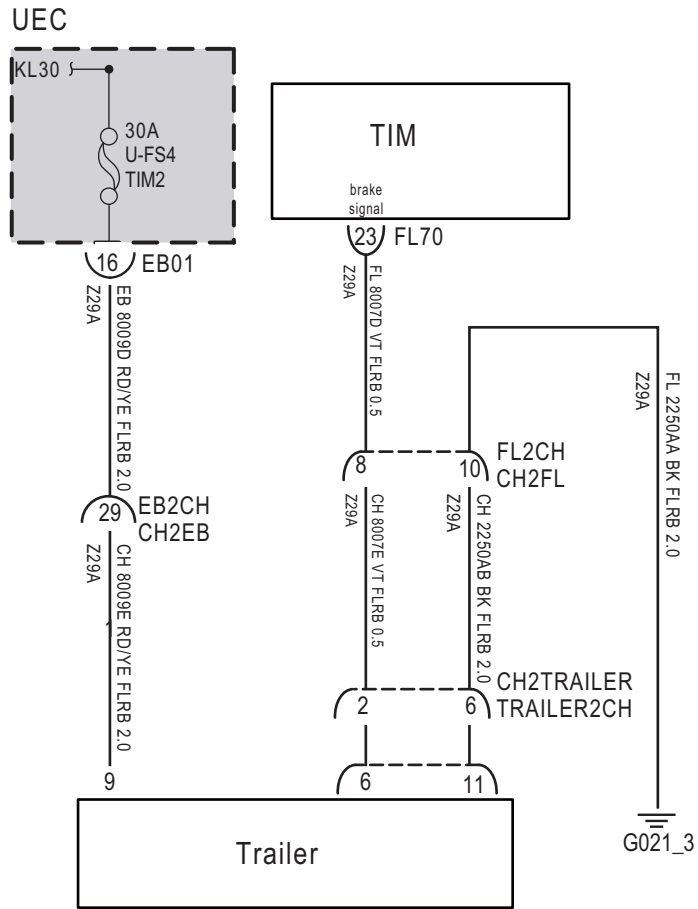 UEC
KL30
30A
U-FS4
TIM2
16 EB01
EB 8009D RD/YE FLRB 2.0
Z29A
29 EB2CH
CH2EB
CH 8009E RD/YE FLRB 2.0
Z29A
9
TIM
brake
signal
23 FL70
FL 8007D VT FLRB 0.5
Z29A
FL 2250AA BK FLRB 2.0
Z29A
8 10 FL2CH
CH2FL
CH 8007E VT FLRB 0.5
Z29A
CH 2250AB BK FLRB 2.0
Z29A
CH2TRAILER
2 6 TRAILER2CH
6 11
Trailer
G021_3